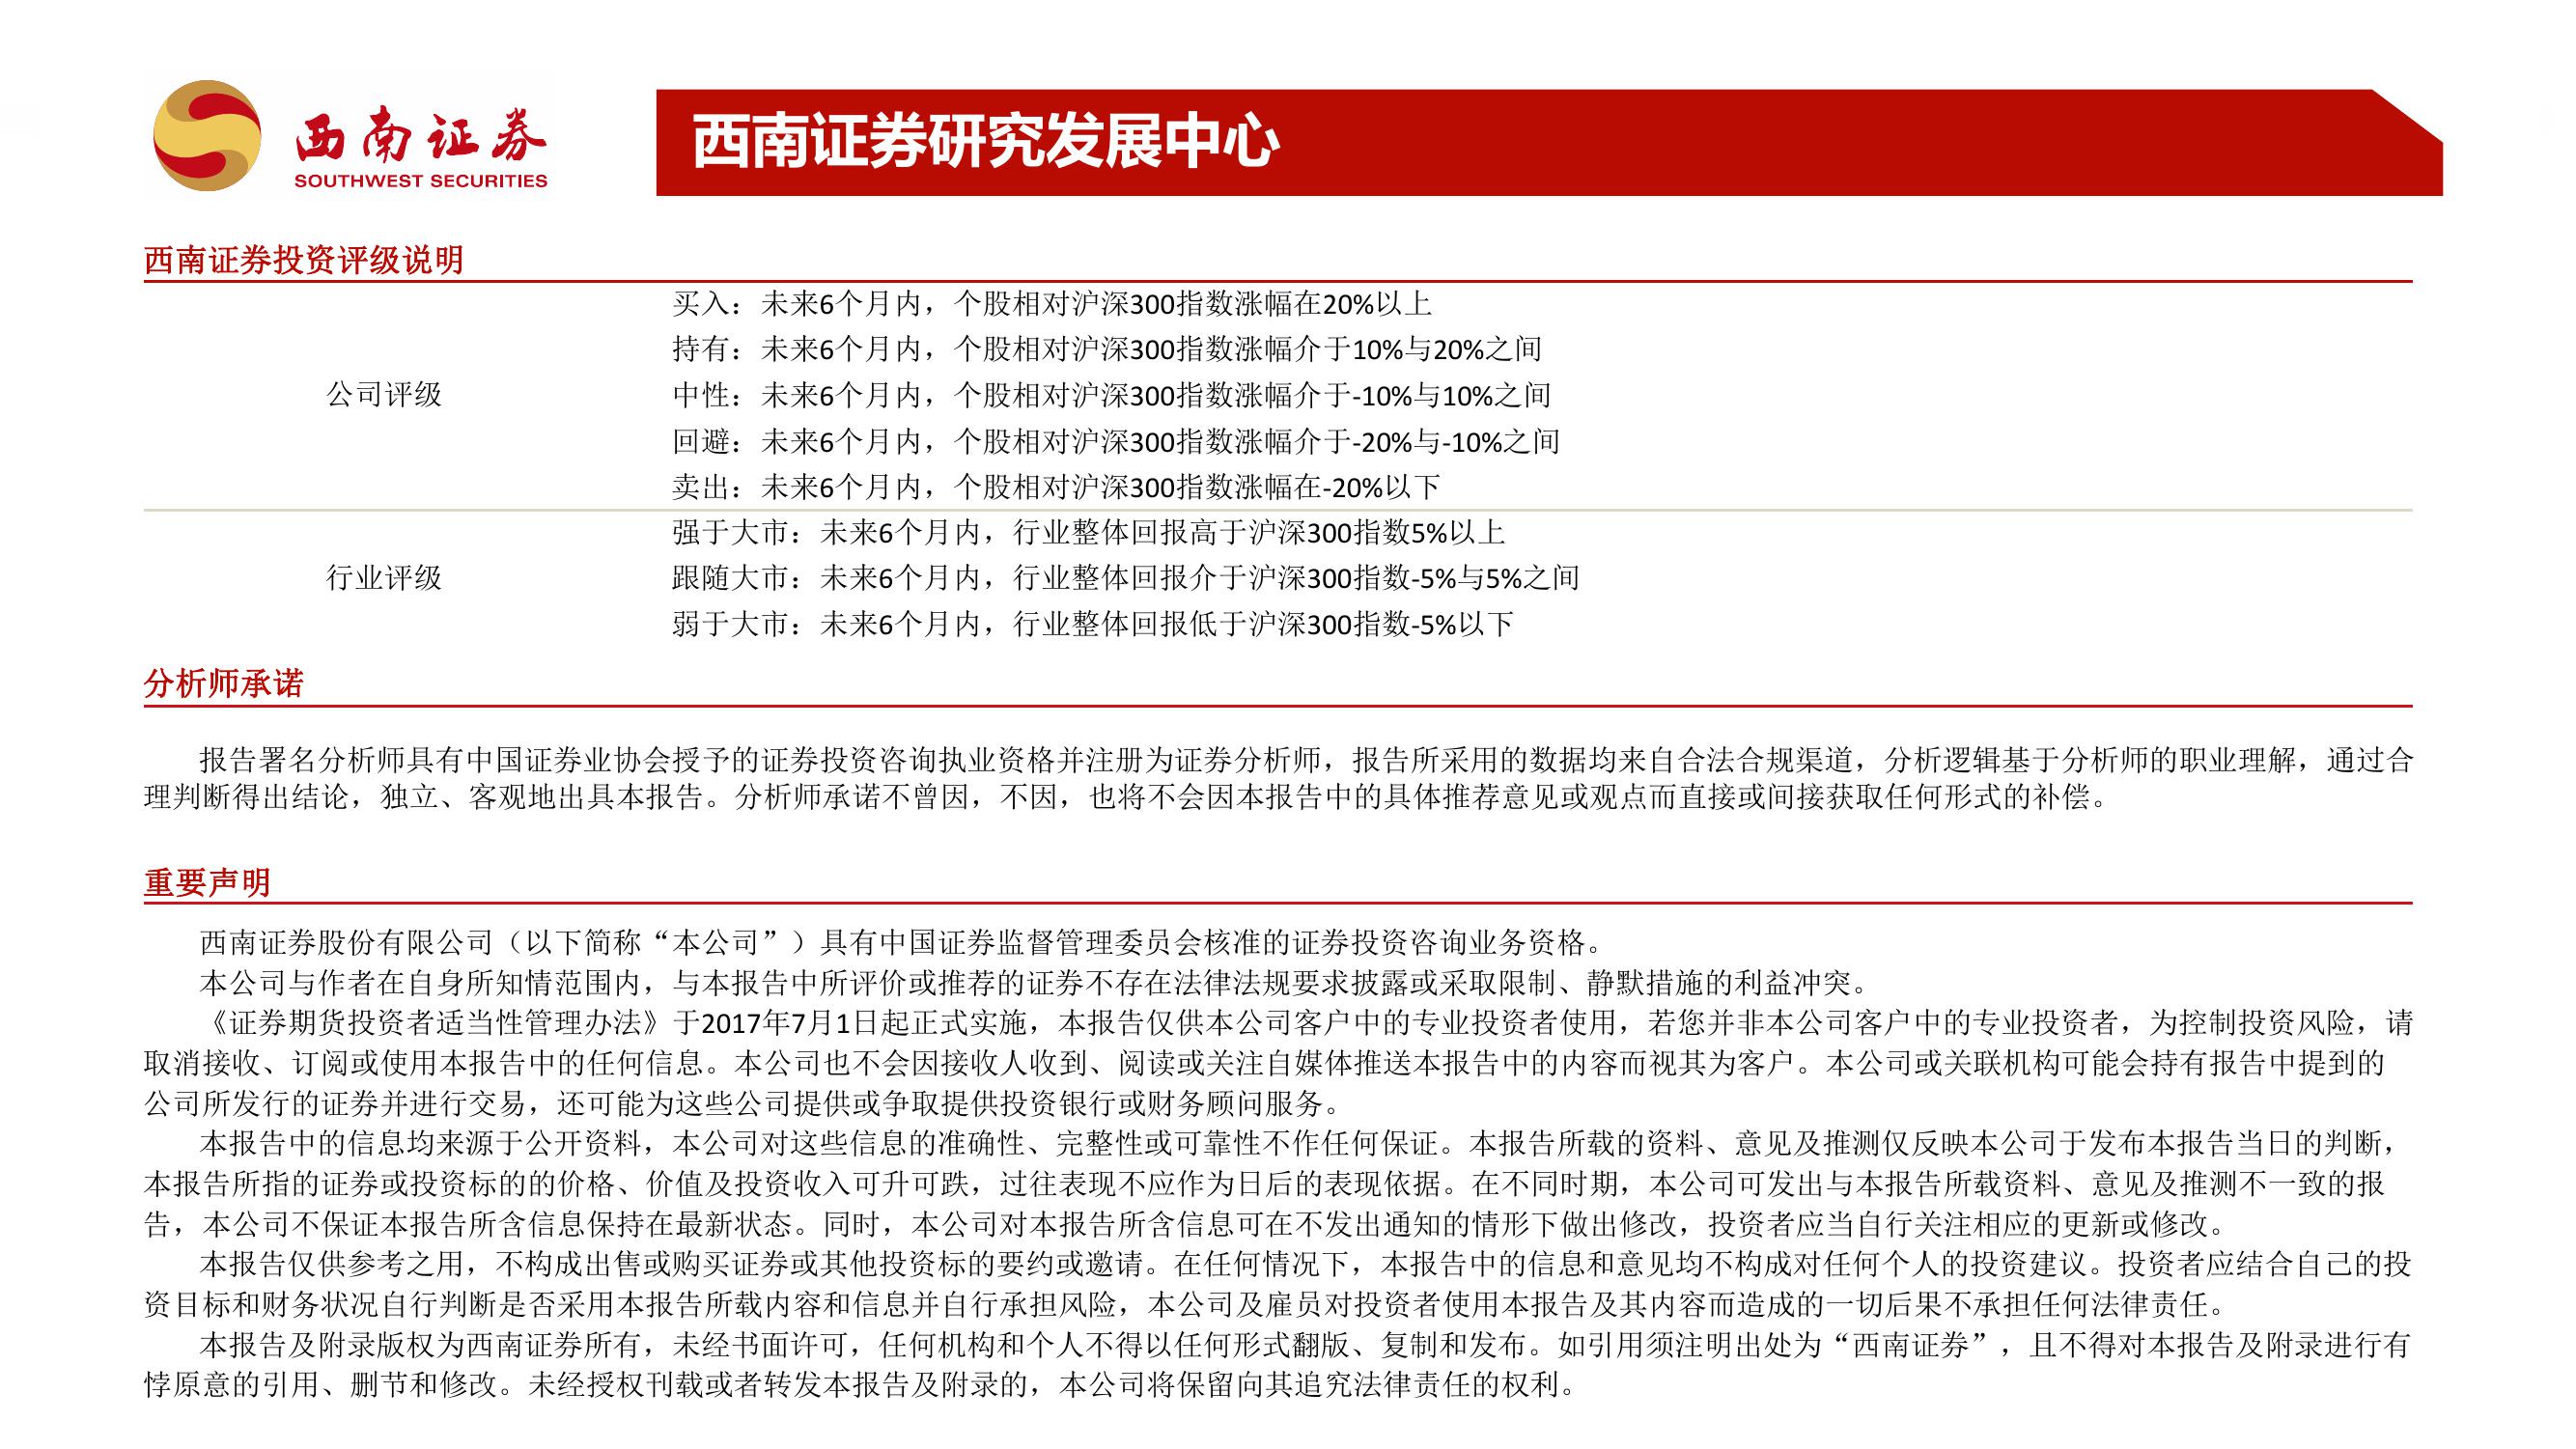 西南证券
SOUTHWEST SECURITIES
西南证券研究发展中心
西南证券投资评级说明
公司评级
买入：未来6个月内，个股相对沪深300指数涨幅在20%以上
持有：未来6个月内，个股相对沪深300指数涨幅介于10%与20%之间
中性：未来6个月内，个股相对沪深300指数涨幅介于-10%与10%之间
回避：未来6个月内，个股相对沪深300指数涨幅介于-20%与-10%之间
卖出：未来6个月内，个股相对沪深300指数涨幅在-20%以下
行业评级
强于大市：未来6个月内，行业整体回报高于沪深300指数5%以上
跟随大市：未来6个月内，行业整体回报介于沪深300指数-5%与5%之间
弱于大市：未来6个月内，行业整体回报低于沪深300指数-5%以下
分析师承诺
报告署名分析师具有中国证券业协会授予的证券投资咨询执业资格并注册为证券分析师，报告所采用的数据均来自合法合规渠道，分析逻辑基于分析师的职业理解，通过合
理判断得出结论，独立、客观地出具本报告。分析师承诺不曾因，不因，也将不会因本报告中的具体推荐意见或观点而直接或间接获取任何形式的补偿。
重要声明
西南证券股份有限公司（以下简称“本公司”）具有中国证券监督管理委员会核准的证券投资咨询业务资格。
本公司与作者在自身所知情范围内，与本报告中所评价或推荐的证券不存在法律法规要求披露或采取限制、静默措施的利益冲突。
《证券期货投资者适当性管理办法》于2017年7月1日起正式实施，本报告仅供本公司客户中的专业投资者使用，若您并非本公司客户中的专业投资者，为控制投资风险，请
取消接收、订阅或使用本报告中的任何信息。本公司也不会因接收人收到、阅读或关注自媒体推送本报告中的内容而视其为客户。本公司或关联机构可能会持有报告中提到的
公司所发行的证券并进行交易，还可能为这些公司提供或争取提供投资银行或财务顾问服务。
本报告中的信息均来源于公开资料，本公司对这些信息的准确性、完整性或可靠性不作任何保证。本报告所载的资料、意见及推测仅反映本公司于发布本报告当日的判断，
本报告所指的证券或投资标的的价格、价值及投资收入可升可跌，过往表现不应作为日后的表现依据。在不同时期，本公司可发出与本报告所载资料、意见及推测不一致的报
告，本公司不保证本报告所含信息保持在最新状态。同时，本公司对本报告所含信息可在不发出通知的情形下做出修改，投资者应当自行关注相应的更新或修改。
本报告仅供参考之用，不构成出售或购买证券或其他投资标的要约或邀请。在任何情况下，本报告中的信息和意见均不构成对任何个人的投资建议。投资者应结合自己的投
资目标和财务状况自行判断是否采用本报告所载内容和信息并自行承担风险，本公司及雇员对投资者使用本报告及其内容而造成的一切后果不承担任何法律责任。
本报告及附录版权为西南证券所有，未经书面许可，任何机构和个人不得以任何形式翻版、复制和发布。如引用须注明出处为“西南证券”，且不得对本报告及附录进行有
悖原意的引用、删节和修改。未经授权刊载或者转发本报告及附录的，本公司将保留向其追究法律责任的权利。